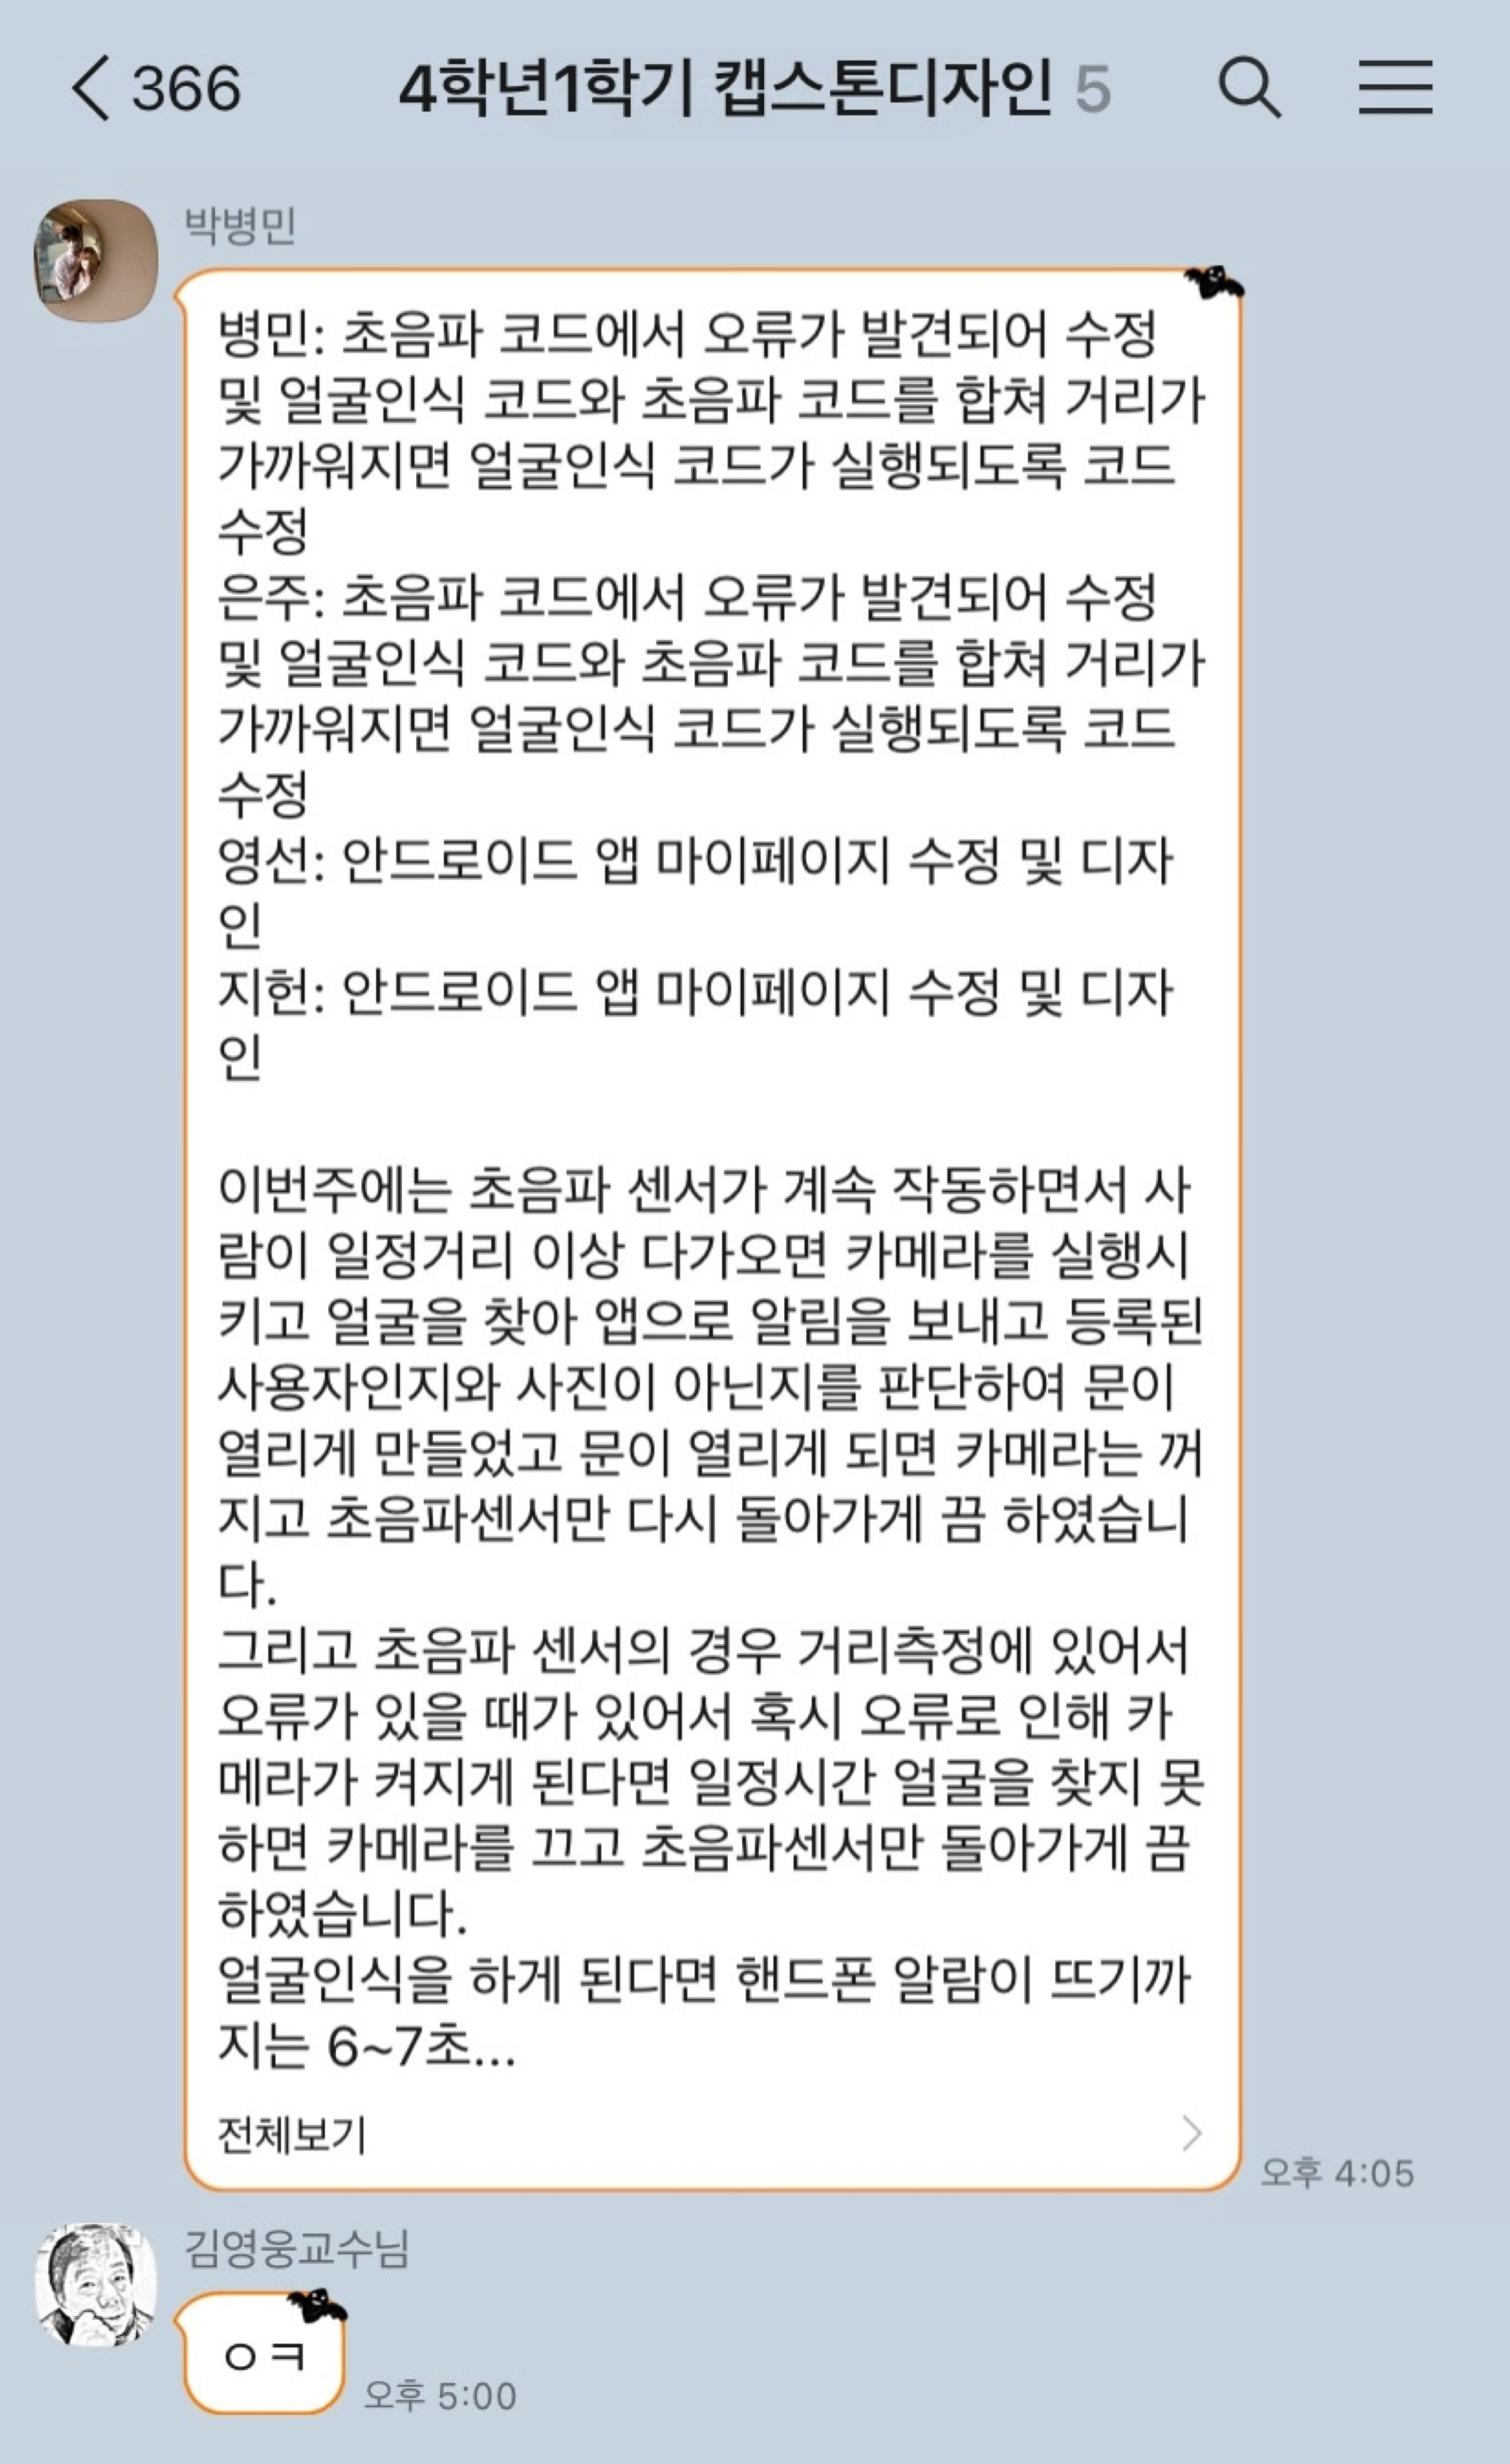 366
4학년1학기 캡스톤디자인 5
박병민
병민: 초음파 코드에서 오류가 발견되어 수정
및 얼굴인식 코드와 초음파 코드를 합쳐 거리가
가까워지면 얼굴인식 코드가 실행되도록 코드
수정
은주: 초음파 코드에서 오류가 발견되어 수정
및 얼굴인식 코드와 초음파 코드를 합쳐 거리가
가까워지면 얼굴인식 코드가 실행되도록 코드
수정
영선: 안드로이드 앱 마이페이지 수정 및 디자
인
지헌: 안드로이드 앱 마이페이지 수정 및 디자
인
이번주에는 초음파 센서가 계속 작동하면서 사
람이 일정거리 이상 다가오면 카메라를 실행시
키고 얼굴을 찾아 앱으로 알림을 보내고 등록된
사용자인지와 사진이 아닌지를 판단하여 문이
열리게 만들었고 문이 열리게 되면 카메라는 꺼
지고 초음파센서만 다시 돌아가게 끔 하였습니
다.
그리고 초음파 센서의 경우 거리측정에 있어서
오류가 있을 때가 있어서 혹시 오류로 인해 카
메라가 켜지게 된다면 일정시간 얼굴을 찾지 못
하면 카메라를 끄고 초음파센서만 돌아가게 끔
하였습니다.
얼굴인식을 하게 된다면 핸드폰 알람이 뜨기까
지는 6~7초...
전체보기
오후 4:05
김영웅교수님
ㅇㅋ
오후 5:00